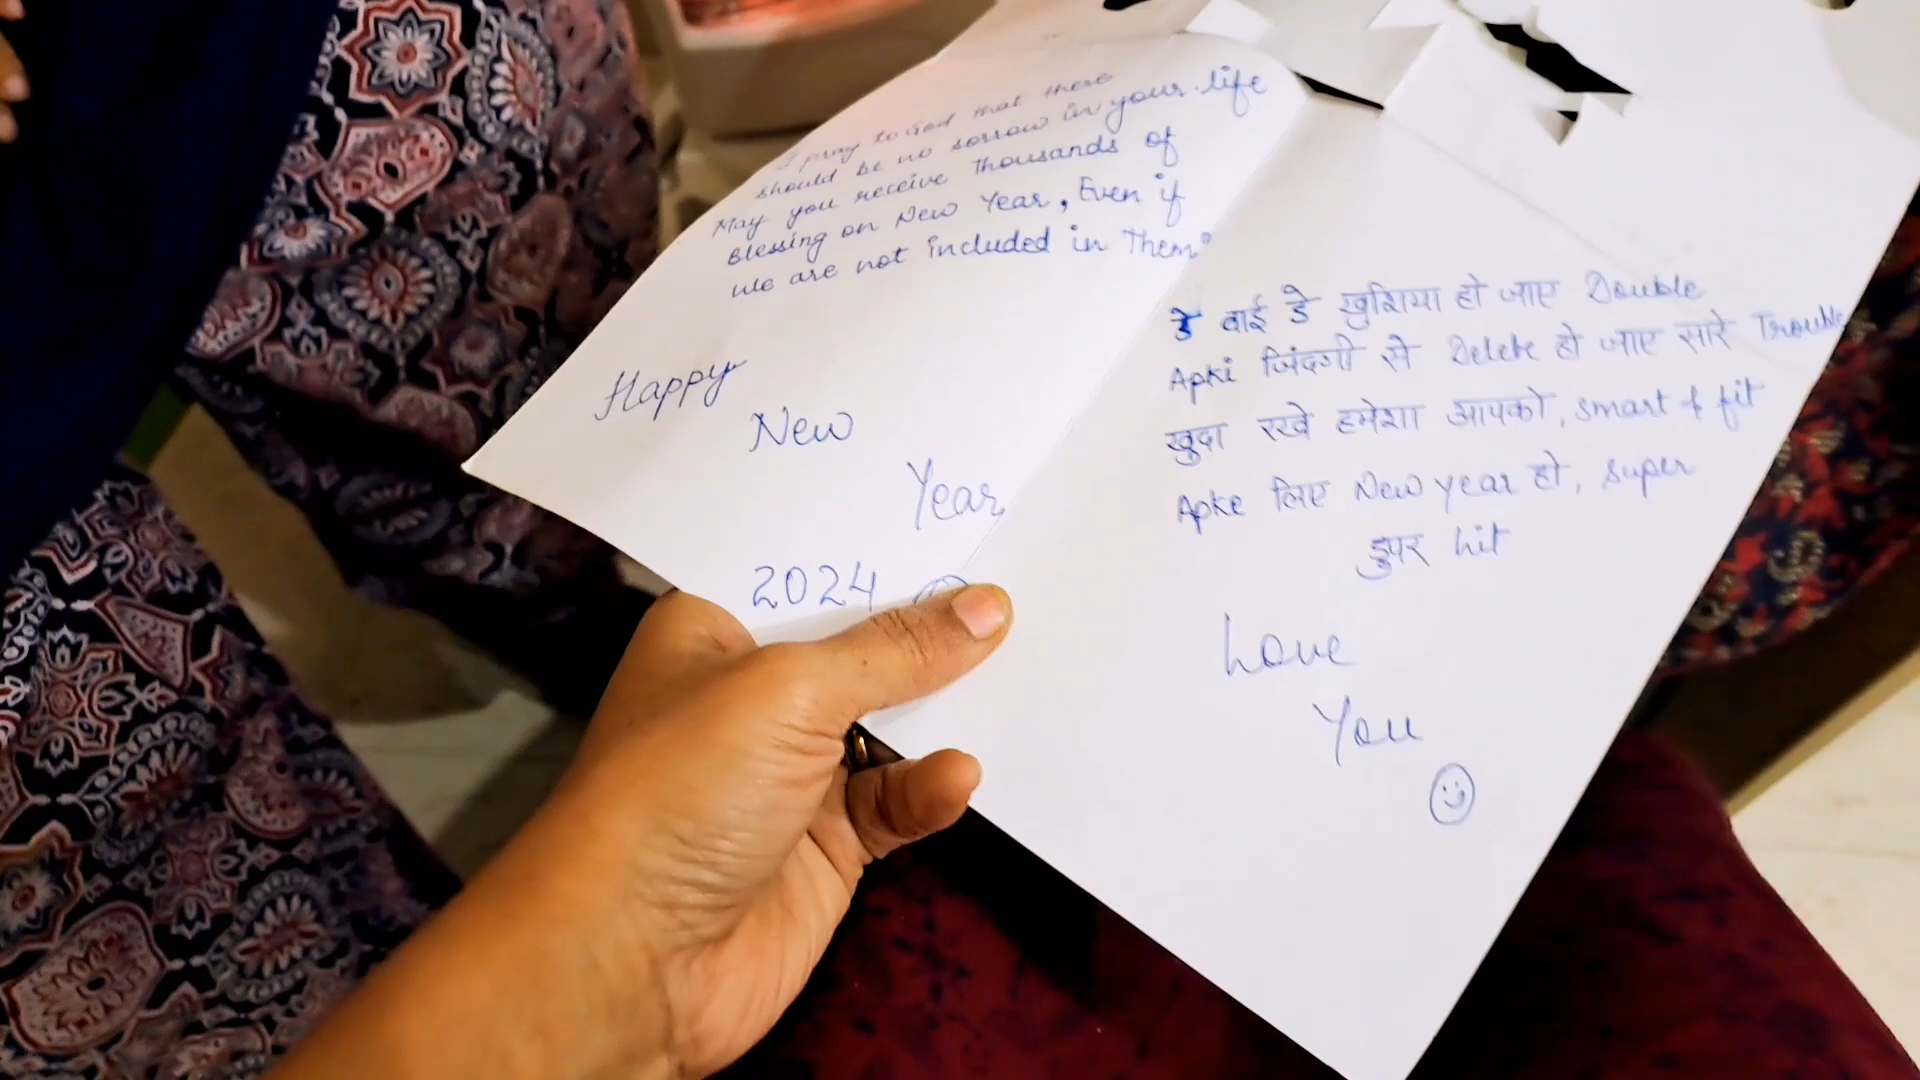 I pray to God that there
should be no sorrow in your life
May you receive Thousands of
Blessing on New Year, Even if
we are not included in Them"
Happy
New
Year
2024
डे बाई डे खुशिया हो जाए Double
Apki जिंदगी से Delete हो जाए सारे Trouble
खुदा रखे हमेशा आपको, smart & fit
Apke लिए New year हो, super
डुपर hit
Love
You